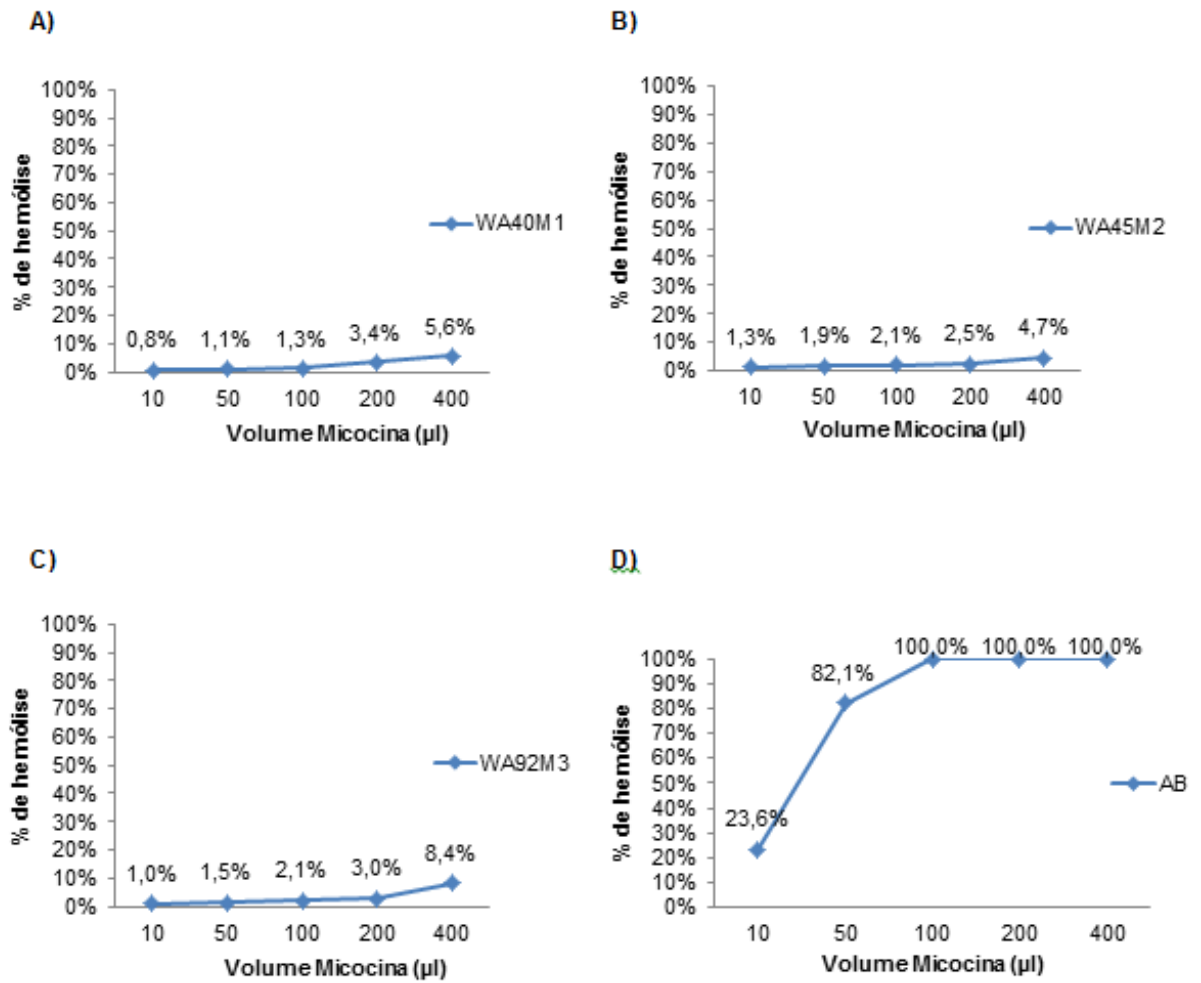 A)
100%
90%
80%
70%
60%
50%
40%
30%
20%
10%
0%
% de hemólise
0,8% 1,1% 1,3% 3,4% 5,6%
WA40M1
10 50 100 200 400
Volume Micocina (µl)
B)
100%
90%
80%
70%
60%
50%
40%
30%
20%
10%
0%
% de hemólise
1,3% 1,9% 2,1% 2,5% 4,7%
WA45M2
10 50 100 200 400
Volume Micocina (µl)
C)
100%
90%
80%
70%
60%
50%
40%
30%
20%
10%
0%
% de hemólise
1,0% 1,5% 2,1% 3,0% 8,4%
WA92M3
10 50 100 200 400
Volume Micocina (µl)
D)
100%
90%
80%
70%
60%
50%
40%
30%
20%
10%
0%
% de hemólise
23,6% 82,1% 100,0% 100,0% 100,0%
AB
10 50 100 200 400
Volume Micocina (µl)